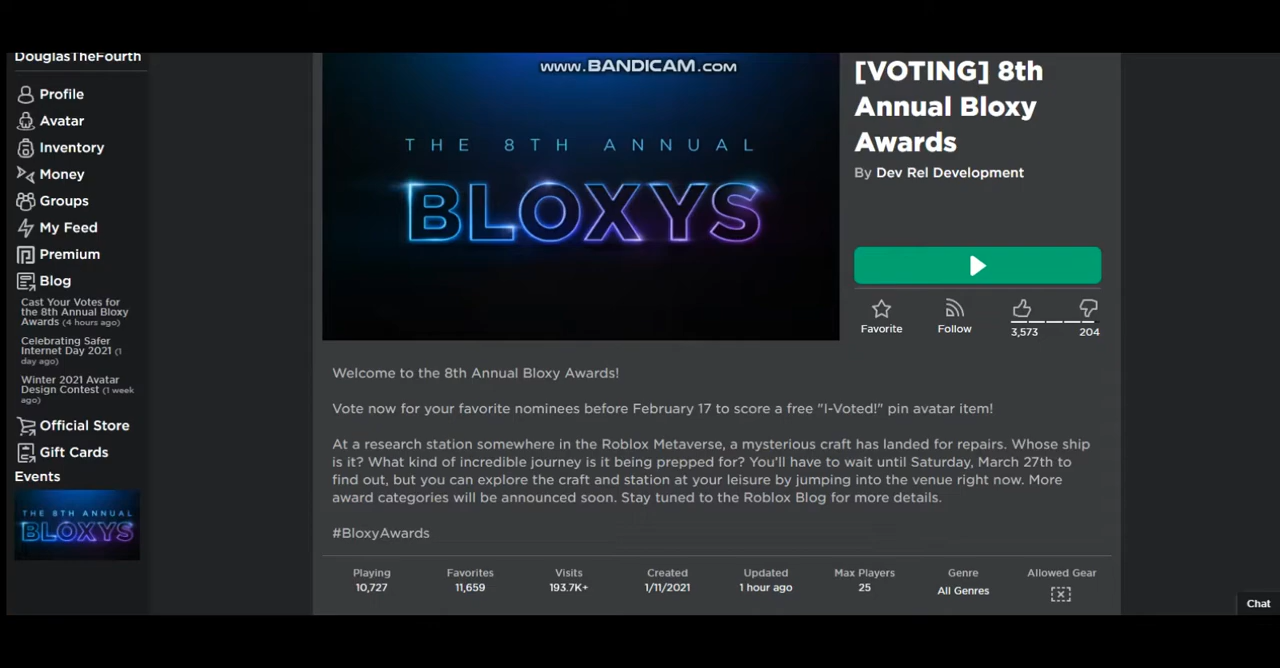 DouglasTheFourth
Profile
Avatar
Inventory
Money
Groups
My Feed
Premium
Blog
Cast Your Votes for
the 8th Annual Bloxy
Awards (4 hours ago)
Celebrating Safer
Internet Day 2021 (1
day ago)
Winter 2021 Avatar
Design Contest (1 week
ago)
Official Store
Gift Cards
Events
THE 8TH ANNUAL
BLOXYS
www.BANDICAM.com
THE 8TH ANNUAL
BLOXYS
[VOTING] 8th
Annual Bloxy
Awards
By Dev Rel Development
Favorite
Follow
3,573
204
Welcome to the 8th Annual Bloxy Awards!
Vote now for your favorite nominees before February 17 to score a free "I-Voted!" pin avatar item!
At a research station somewhere in the Roblox Metaverse, a mysterious craft has landed for repairs. Whose ship
is it? What kind of incredible journey is it being prepped for? You'll have to wait until Saturday, March 27th to
find out, but you can explore the craft and station at your leisure by jumping into the venue right now. More
award categories will be announced soon. Stay tuned to the Roblox Blog for more details.
#BloxyAwards
Playing Favorites Visits Created Updated Max Players Genre Allowed Gear
10,727 11,659 193.7K+ 1/11/2021 1 hour ago 25 All Genres
Chat